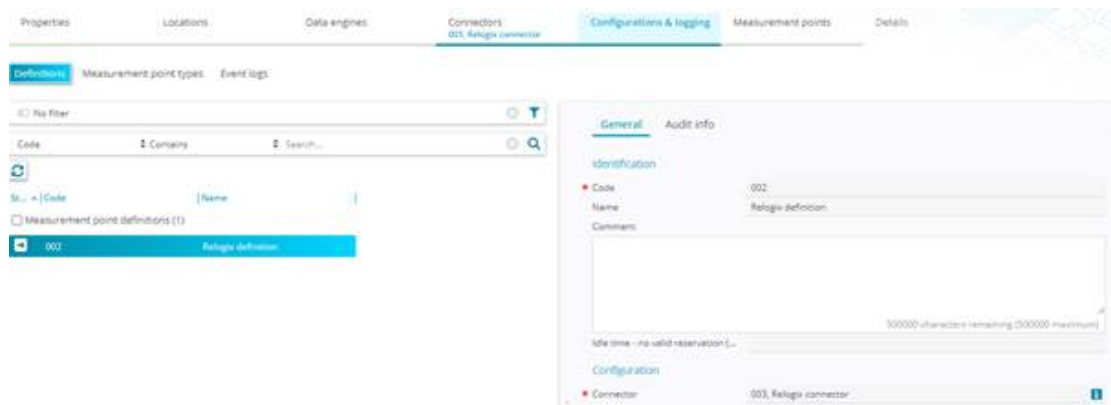 Properties Locations Data engines Connectors Configurations & logging Measurement points Details
003, Relogix connector
Definitions Measurement point types Event logs
No filter
Code Contains Search...
St... Code Name
Measurement point definitions (1)
002 Relogix definition
General Audit info
Identification
Code 002
Name Relogix definition
Comment
500000 characters remaining (500000 maximum)
Idle time - no valid reservation (...
Configuration
Connector 003, Relogix connector